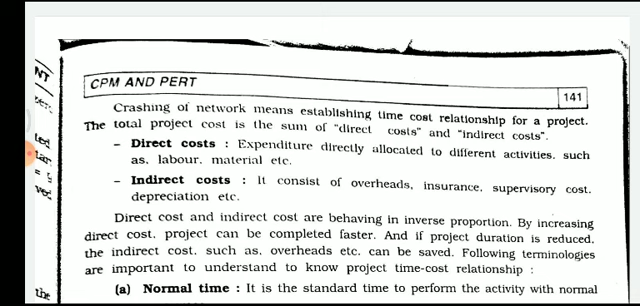 CPM AND PERT
141
Crashing of network means establishing time cost relationship for a project.
The total project cost is the sum of "direct costs" and "indirect costs".
– Direct costs : Expenditure directly allocated to different activities. such
as. labour. material etc.
– Indirect costs : It consist of overheads, insurance. supervisory cost.
depreciation etc.
Direct cost and indirect cost are behaving in inverse proportion. By increasing
direct cost. project can be completed faster. And if project duration is reduced.
the indirect cost. such as. overheads etc. can be saved. Following terminologies
are important to understand to know project time-cost relationship :
(a) Normal time : It is the standard time to perform the activity with normal
NT
the